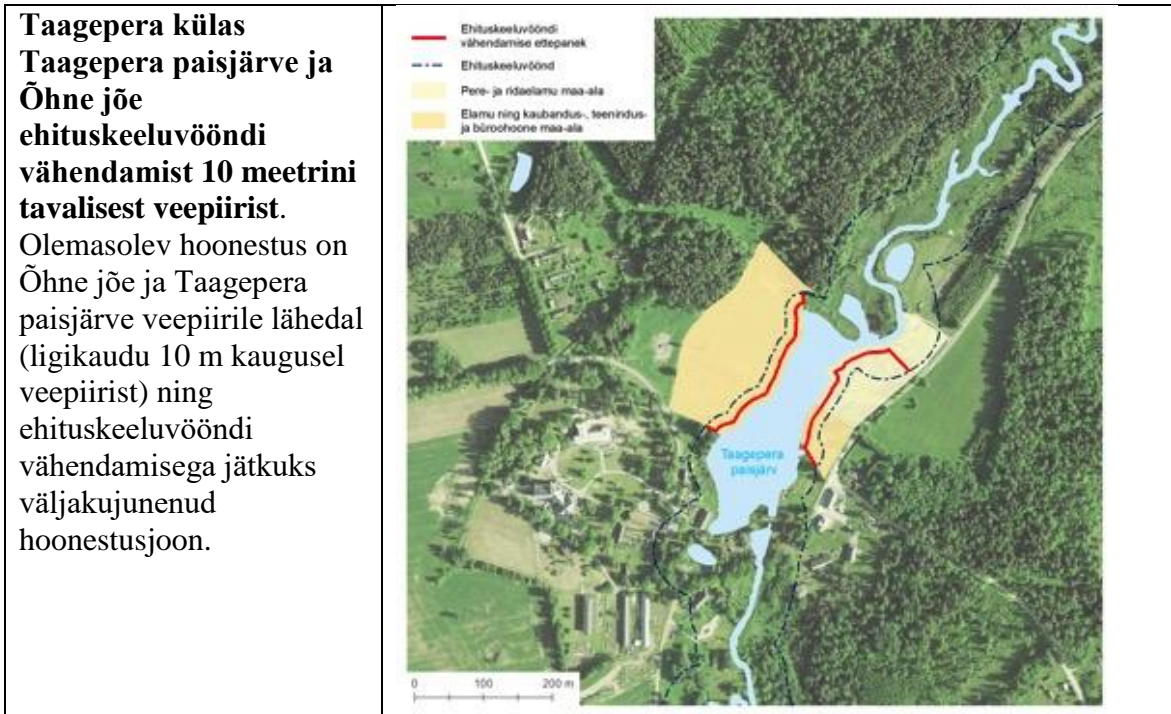 Taagepera külas
Taagepera paisjärve ja
Õhne jõe
ehituskeeluvööndi
vähendamist 10 meetrini
tavalisest veepiirist.
Olemasolev hoonestus on
Õhne jõe ja Taagepera
paisjärve veepiirile lähedal
(ligikaudu 10 m kaugusel
veepiirist) ning
ehituskeeluvööndi
vähendamisega jätkuks
väljakujunenud
hoonestusjoon.
Ehituskeeluvööndi
vähendamise ettepanek
Ehituskeeluvöönd
Pere- ja ridaelamu maa-ala
Elamu ning kaubandus-, teenindus-
ja büroohoone maa-ala
Taagepera
paisjärv
0 100 200 m